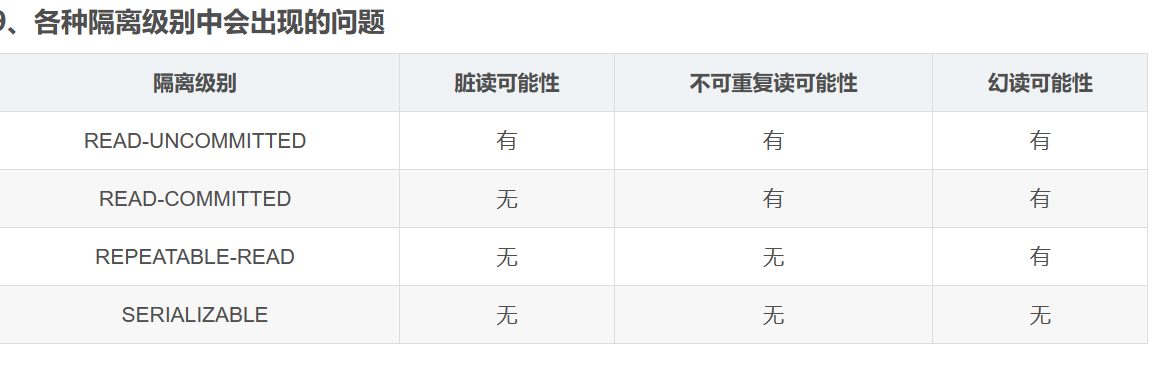 9、各种隔离级别中会出现的问题
隔离级别 脏读可能性 不可重复读可能性 幻读可能性
READ-UNCOMMITTED 有 有 有
READ-COMMITTED 无 有 有
REPEATABLE-READ 无 无 有
SERIALIZABLE 无 无 无